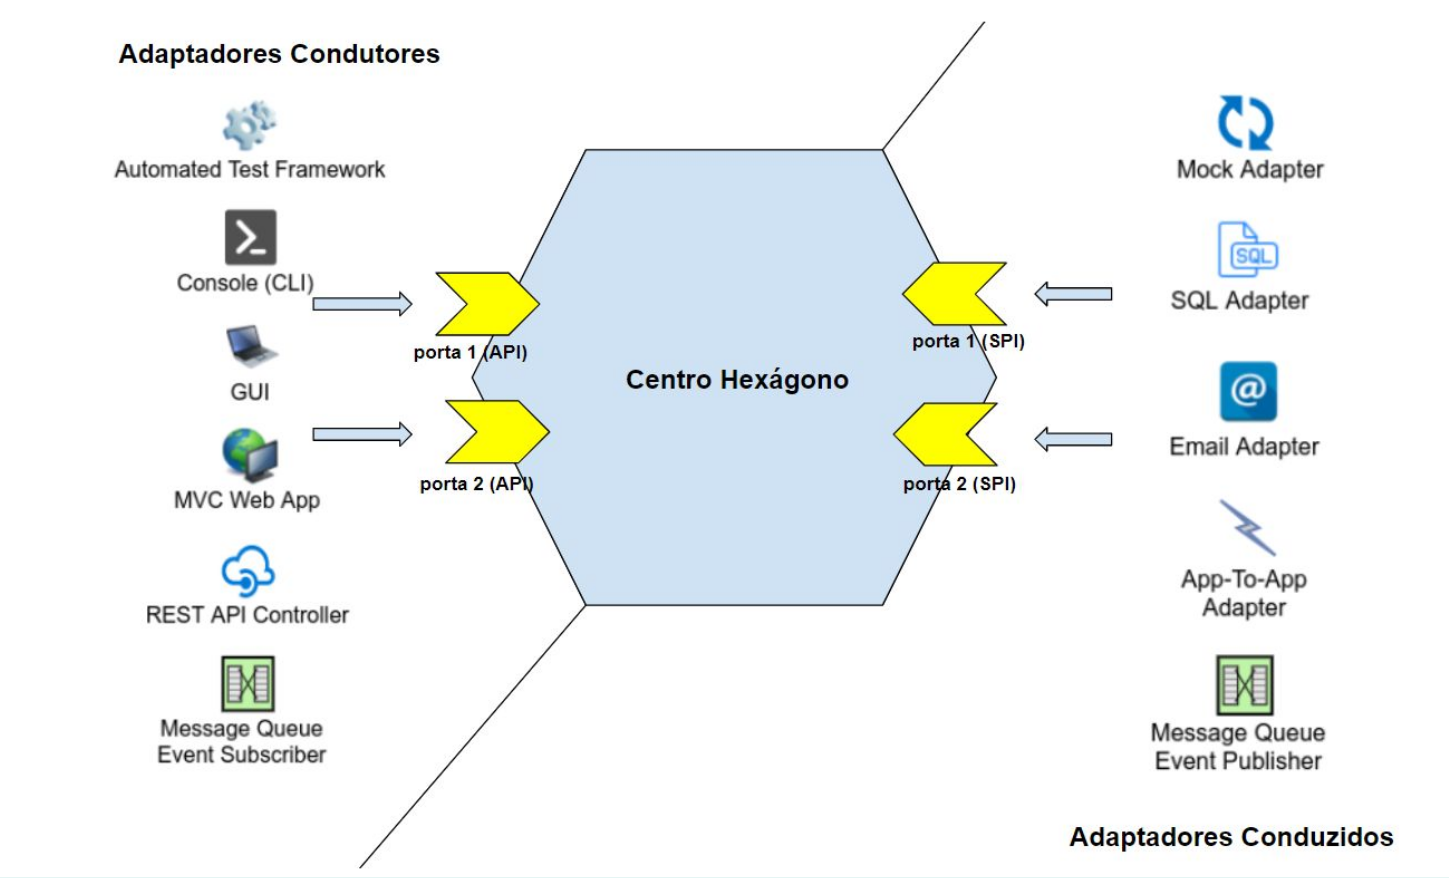 Adaptadores Condutores
Automated Test Framework
Console (CLI)
GUI
MVC Web App
REST API Controller
Message Queue
Event Subscriber
porta 1 (API)
porta 2 (API)
Centro Hexágono
porta 1 (SPI)
porta 2 (SPI)
Mock Adapter
SQL
SQL Adapter
@
Email Adapter
App-To-App
Adapter
Message Queue
Event Publisher
Adaptadores Conduzidos